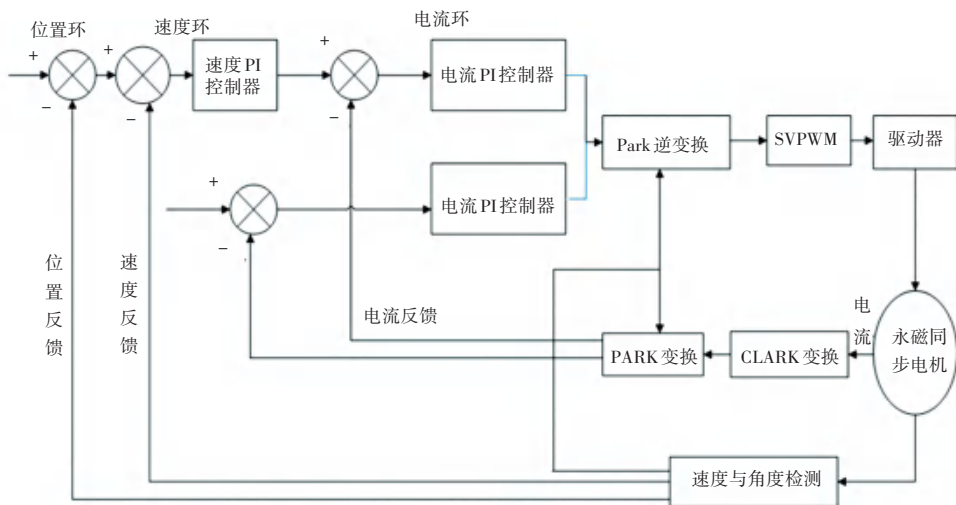 位置环
速度环
电流环
+
+
+
速度PI
控制器
电流PI控制器
−
−
−
Park逆变换
SVPWM
驱动器
+
电流PI控制器
−
位置反馈
速度反馈
电流反馈
电流
永磁同
步电机
PARK变换
CLARK变换
速度与角度检测